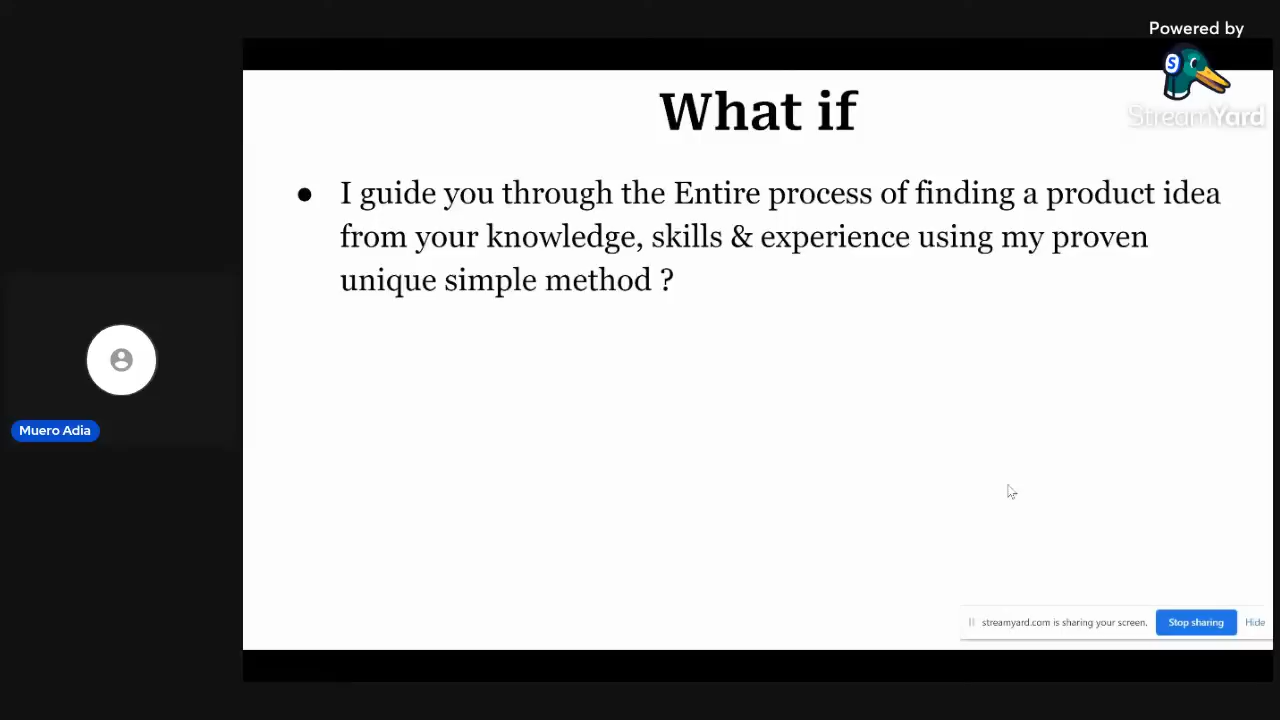 Powered by
S
StreamYard
What if
● I guide you through the Entire process of finding a product idea
from your knowledge, skills & experience using my proven
unique simple method ?
Muero Adia
streamyard.com is sharing your screen.
Stop sharing
Hide